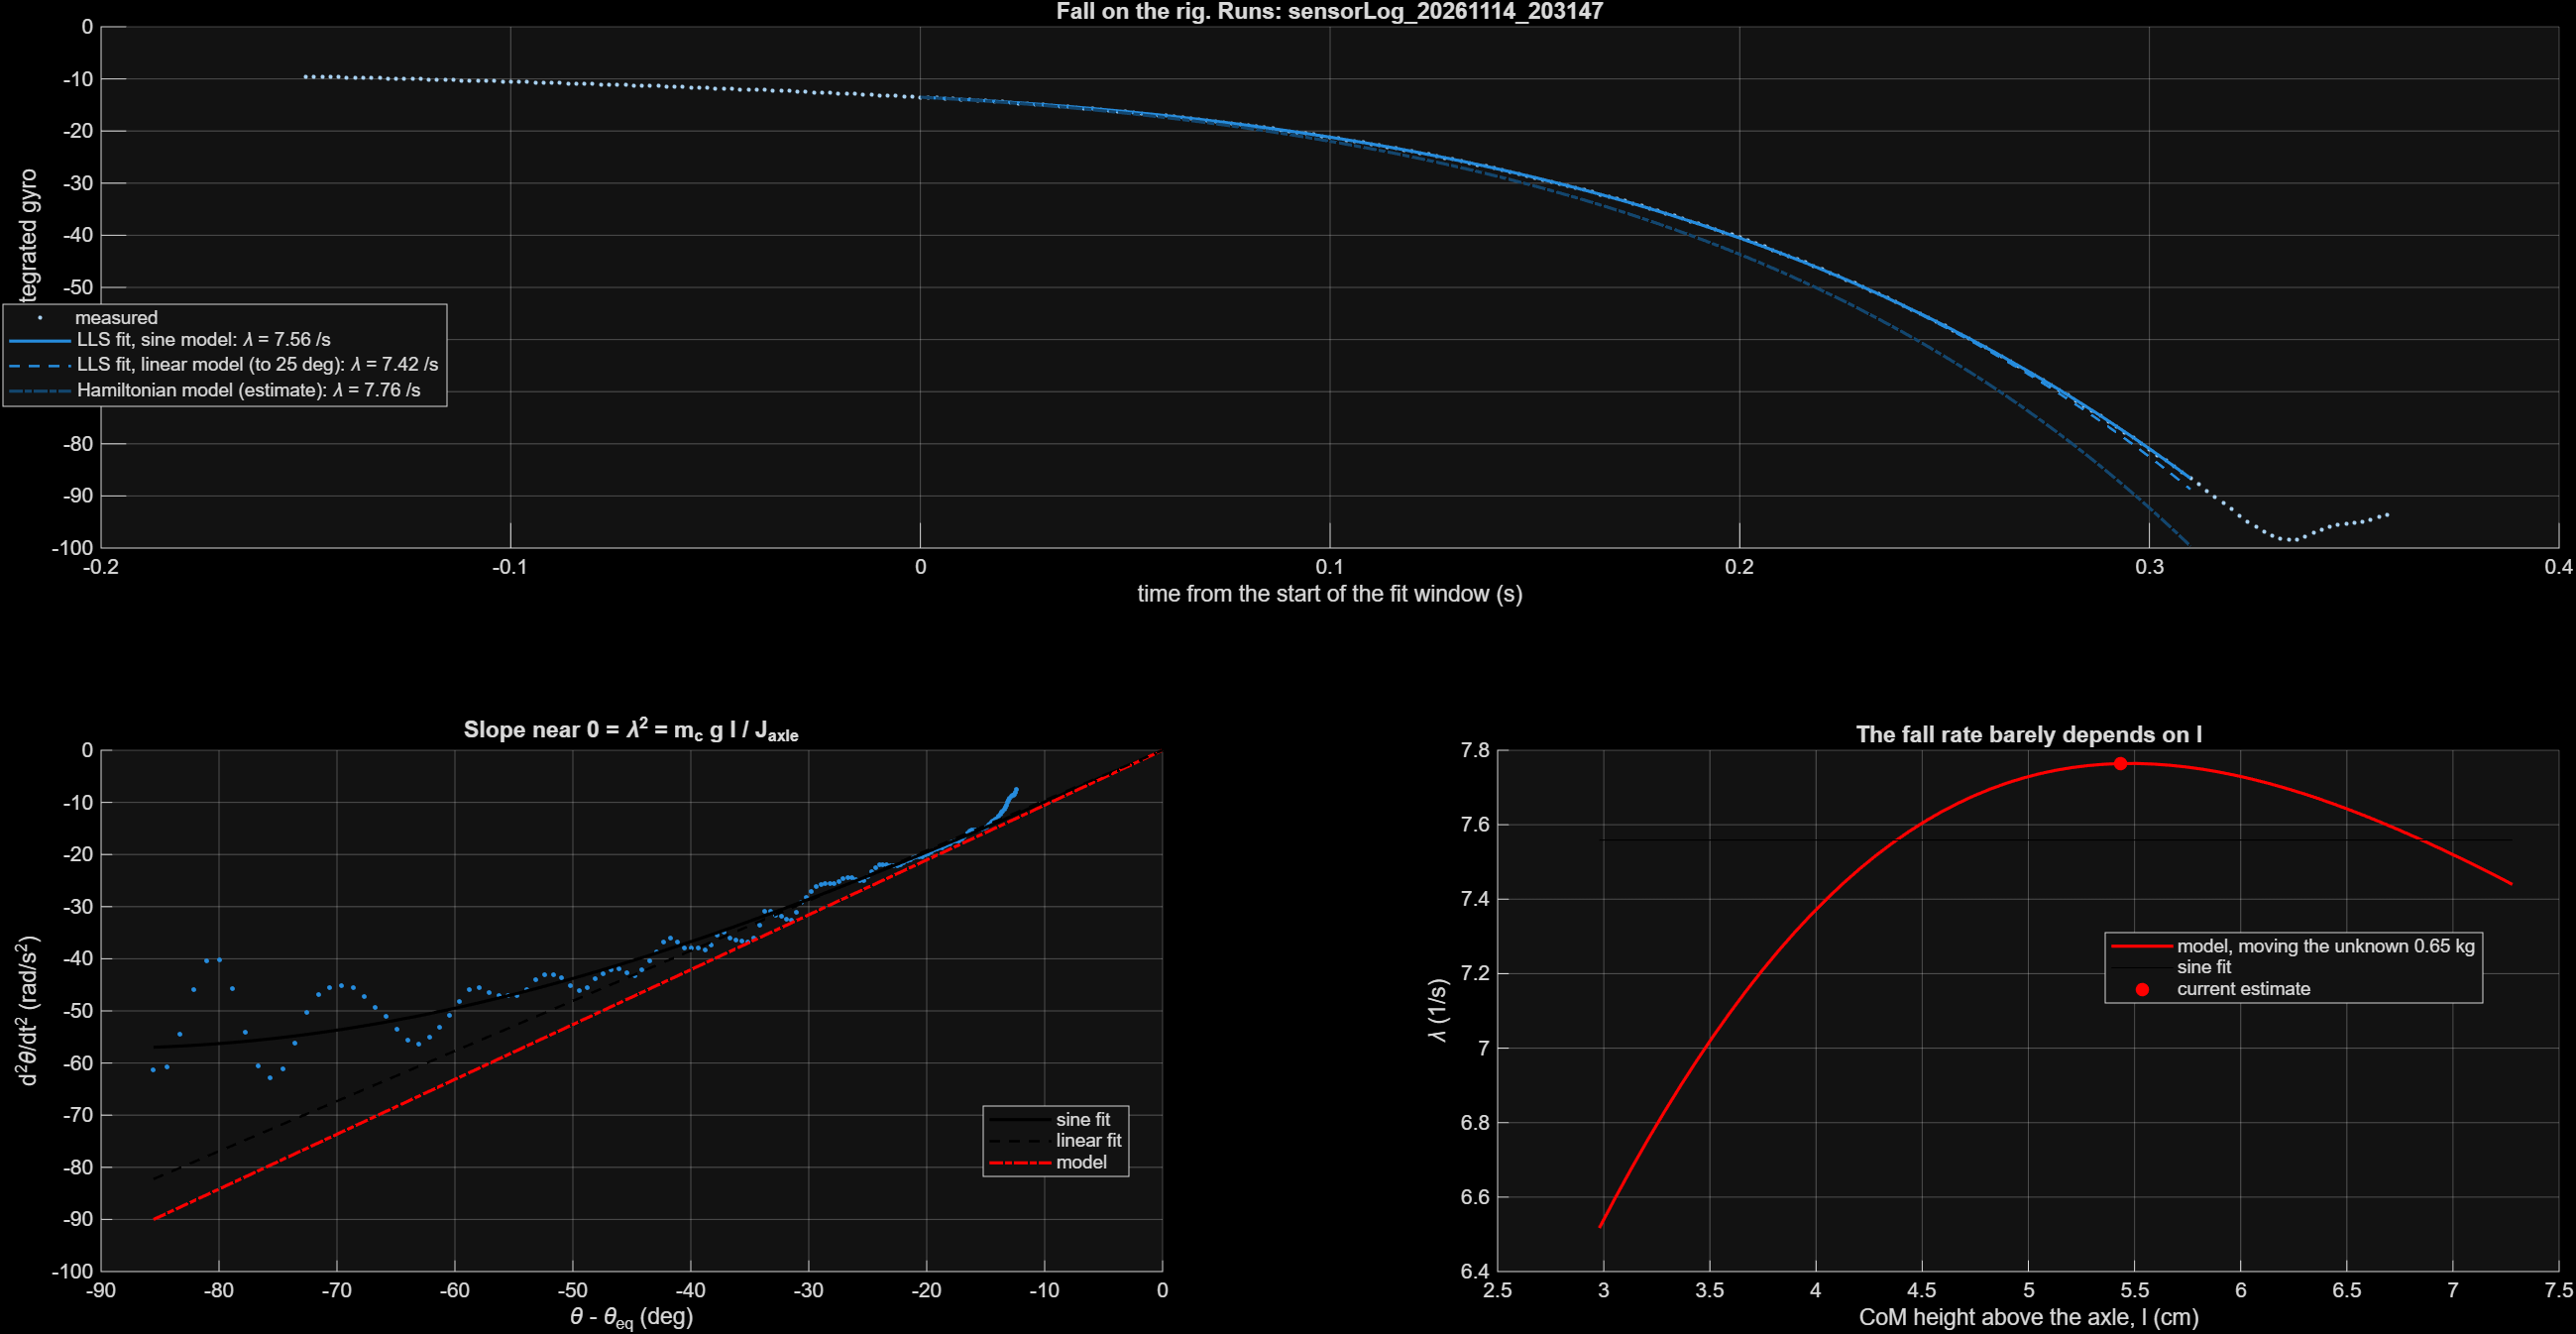 Fall on the rig. Runs: sensorLog_20261114_203147
0
-10
-20
-30
-40
-50
-80
-90
-100
tegrated gyro
measured
LLS fit, sine model: λ = 7.56 /s
LLS fit, linear model (to 25 deg): λ = 7.42 /s
Hamiltonian model (estimate): λ = 7.76 /s
-0.2 -0.1 0 0.1 0.2 0.3 0.4
time from the start of the fit window (s)
Slope near 0 = λ² = m_c g l / J_axle
0
-10
-20
-30
-40
-50
-60
-70
-80
-90
-100
d²θ/dt² (rad/s²)
sine fit
linear fit
model
-90 -80 -70 -60 -50 -40 -30 -20 -10 0
θ - θ_eq (deg)
The fall rate barely depends on l
7.8
7.6
7.4
7.2
7
6.8
6.6
6.4
λ (1/s)
model, moving the unknown 0.65 kg
sine fit
current estimate
2.5 3 3.5 4 4.5 5 5.5 6 6.5 7 7.5
CoM height above the axle, l (cm)